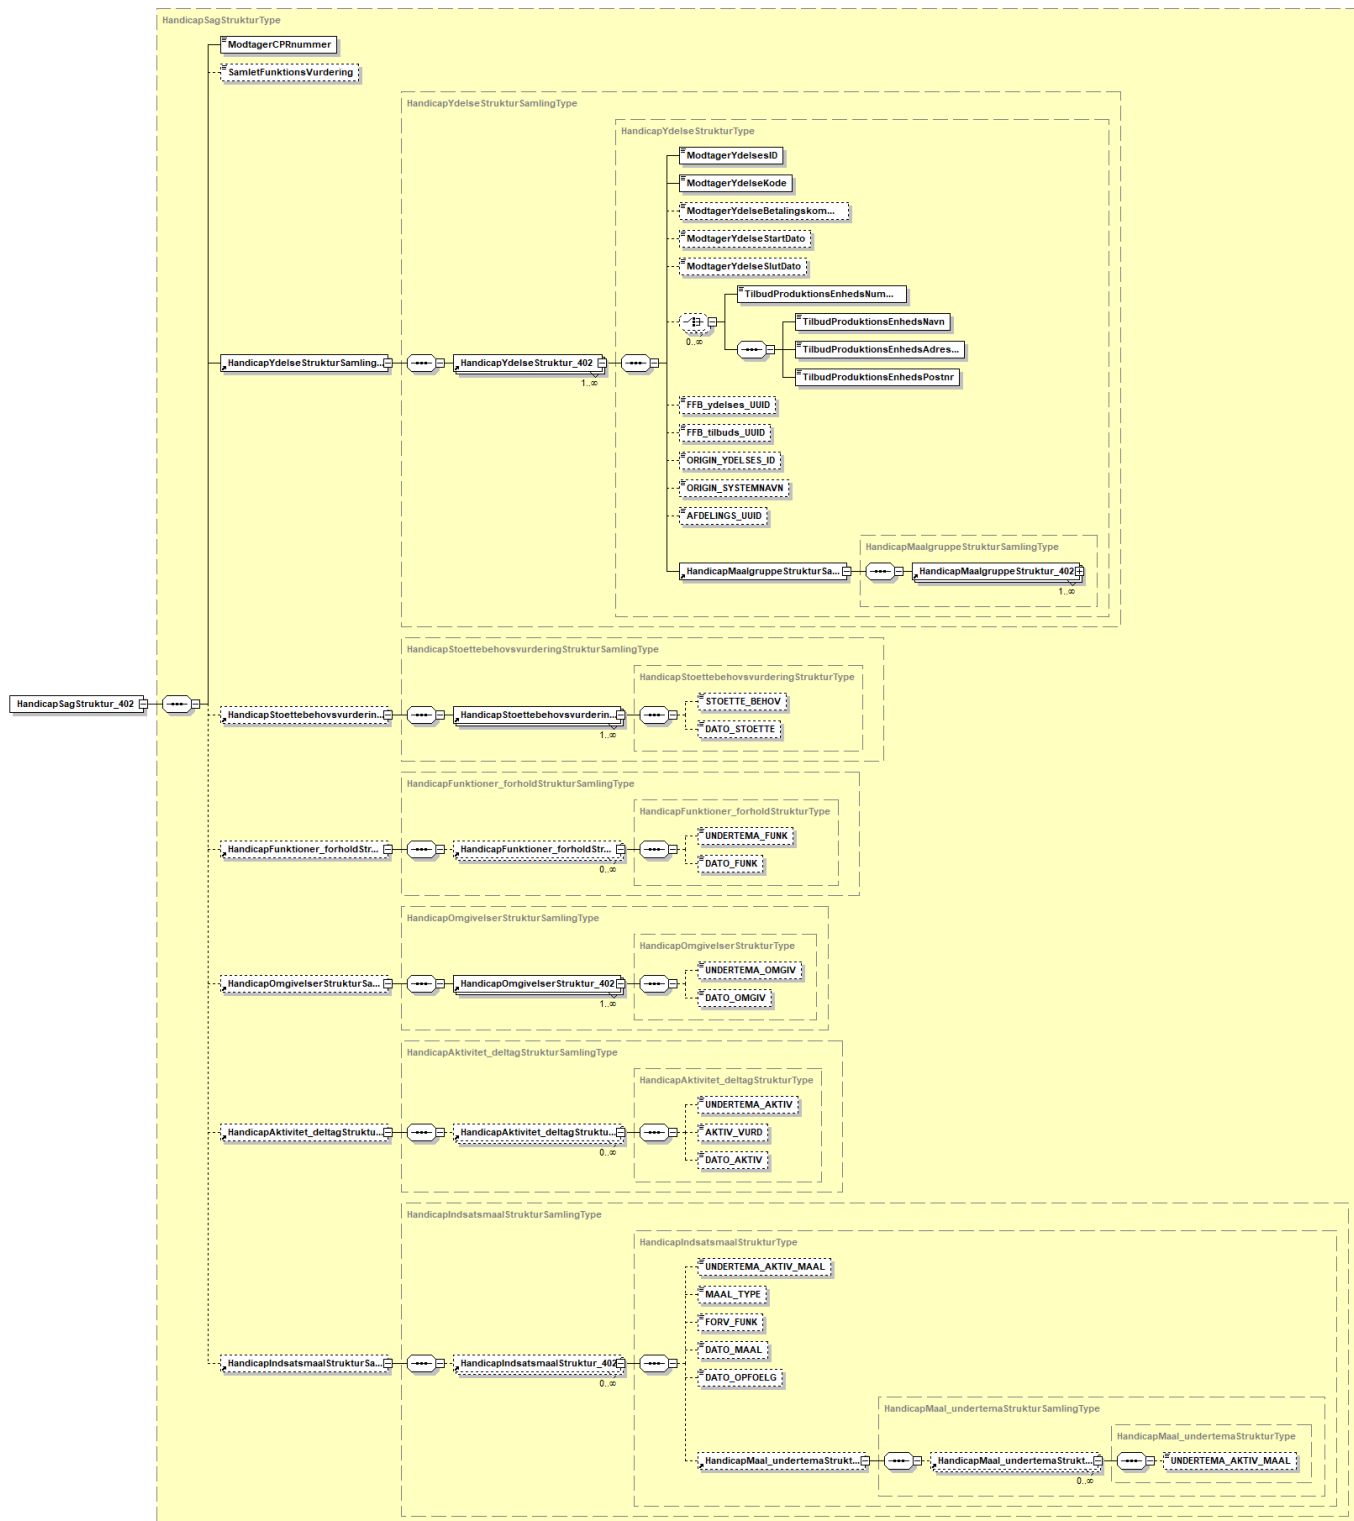 HandicapSagStrukturType
ModtagerCPRnummer
SamletFunktionsVurdering
HandicapYdelseStrukturSamlingType
HandicapYdelseStrukturType
ModtagerYdelsesID
ModtagerYdelseKode
ModtagerYdelseBetalingskom...
ModtagerYdelseStartDato
ModtagerYdelseSlutDato
TilbudProduktionsEnhedsNum...
0..∞
TilbudProduktionsEnhedsNavn
TilbudProduktionsEnhedsAdres...
TilbudProduktionsEnhedsPostnr
HandicapYdelseStrukturSamling...
HandicapYdelseStruktur_402
1..∞
FFB_ydelses_UUID
FFB_tilbuds_UUID
ORIGIN_YDELSES_ID
ORIGIN_SYSTEMNAVN
AFDELINGS_UUID
HandicapMaalgruppeStrukturSamlingType
HandicapMaalgruppeStrukturSa...
HandicapMaalgruppeStruktur_402
1..∞
HandicapStoettebehovsvurderingStrukturSamlingType
HandicapStoettebehovsvurderingStrukturType
HandicapSagStruktur_402
HandicapStoettebehovsvurderin...
HandicapStoettebehovsvurderin...
1..∞
STOETTE_BEHOV
DATO_STOETTE
HandicapFunktioner_forholdStrukturSamlingType
HandicapFunktioner_forholdStrukturType
HandicapFunktioner_forholdStr...
HandicapFunktioner_forholdStr...
0..∞
UNDERTEMA_FUNK
DATO_FUNK
HandicapOmgivelserStrukturSamlingType
HandicapOmgivelserStrukturType
HandicapOmgivelserStrukturSa...
HandicapOmgivelserStruktur_402
1..∞
UNDERTEMA_OMGIV
DATO_OMGIV
HandicapAktivitet_deltagStrukturSamlingType
HandicapAktivitet_deltagStrukturType
HandicapAktivitet_deltagStruktu...
HandicapAktivitet_deltagStruktu...
0..∞
UNDERTEMA_AKTIV
AKTIV_VURD
DATO_AKTIV
HandicapIndsatsmaalStrukturSamlingType
HandicapIndsatsmaalStrukturType
UNDERTEMA_AKTIV_MAAL
MAAL_TYPE
FORV_FUNK
DATO_MAAL
DATO_OPFOELG
HandicapIndsatsmaalStrukturSa...
HandicapIndsatsmaalStruktur_402
0..∞
HandicapMaal_undertemaStrukturSamlingType
HandicapMaal_undertemaStrukturType
HandicapMaal_undertemaStrukt...
HandicapMaal_undertemaStrukt...
0..∞
UNDERTEMA_AKTIV_MAAL